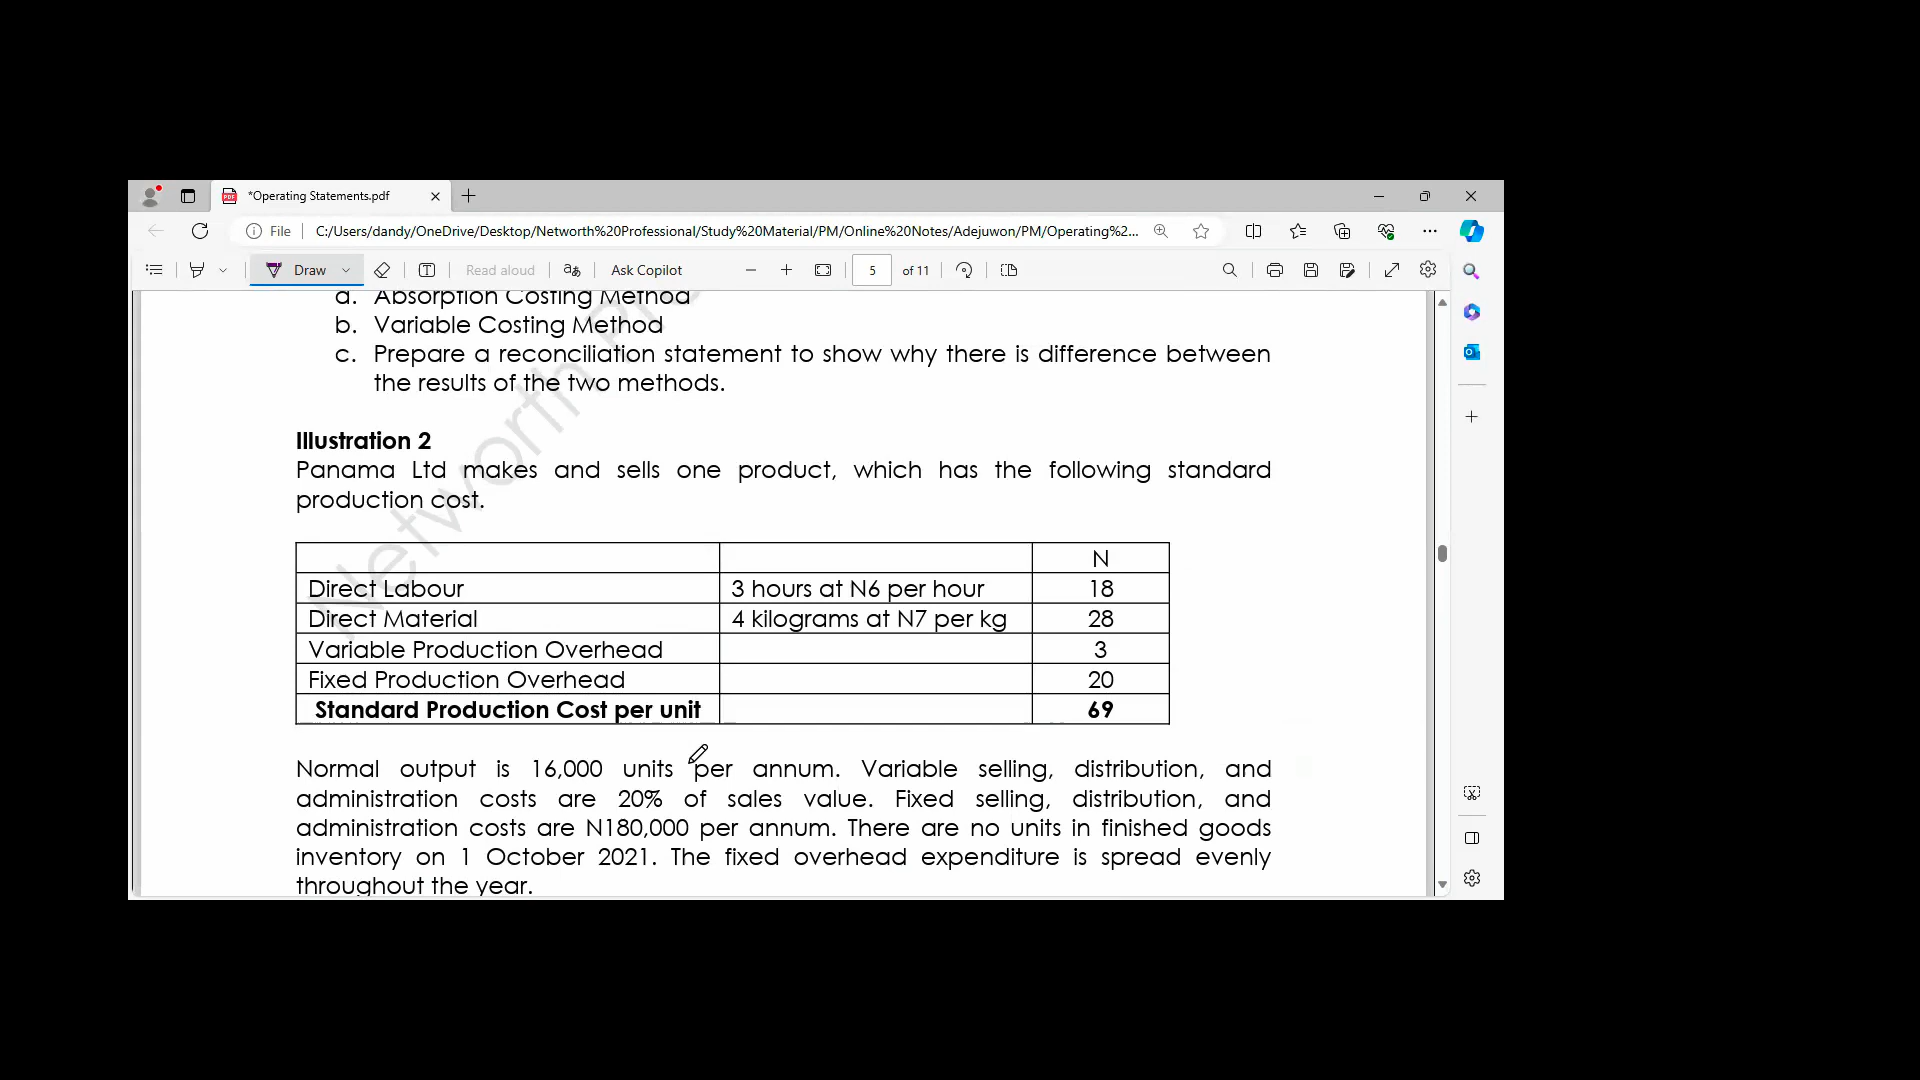 *Operating Statements.pdf
File
C:/Users/dandy/OneDrive/Desktop/Networth%20Professional/Study%20Material/PM/Online%20Notes/Adejuwon/PM/Operating%2...
Draw
Read aloud
Ask Copilot
5 of 11
a. Absorption Costing Method
b. Variable Costing Method
c. Prepare a reconciliation statement to show why there is difference between
the results of the two methods.
Illustration 2
Panama Ltd makes and sells one product, which has the following standard
production cost.
N
Direct Labour 3 hours at N6 per hour 18
Direct Material 4 kilograms at N7 per kg 28
Variable Production Overhead 3
Fixed Production Overhead 20
Standard Production Cost per unit 69
Normal output is 16,000 units per annum. Variable selling, distribution, and
administration costs are 20% of sales value. Fixed selling, distribution, and
administration costs are N180,000 per annum. There are no units in finished goods
inventory on 1 October 2021. The fixed overhead expenditure is spread evenly
throughout the year.
Networth